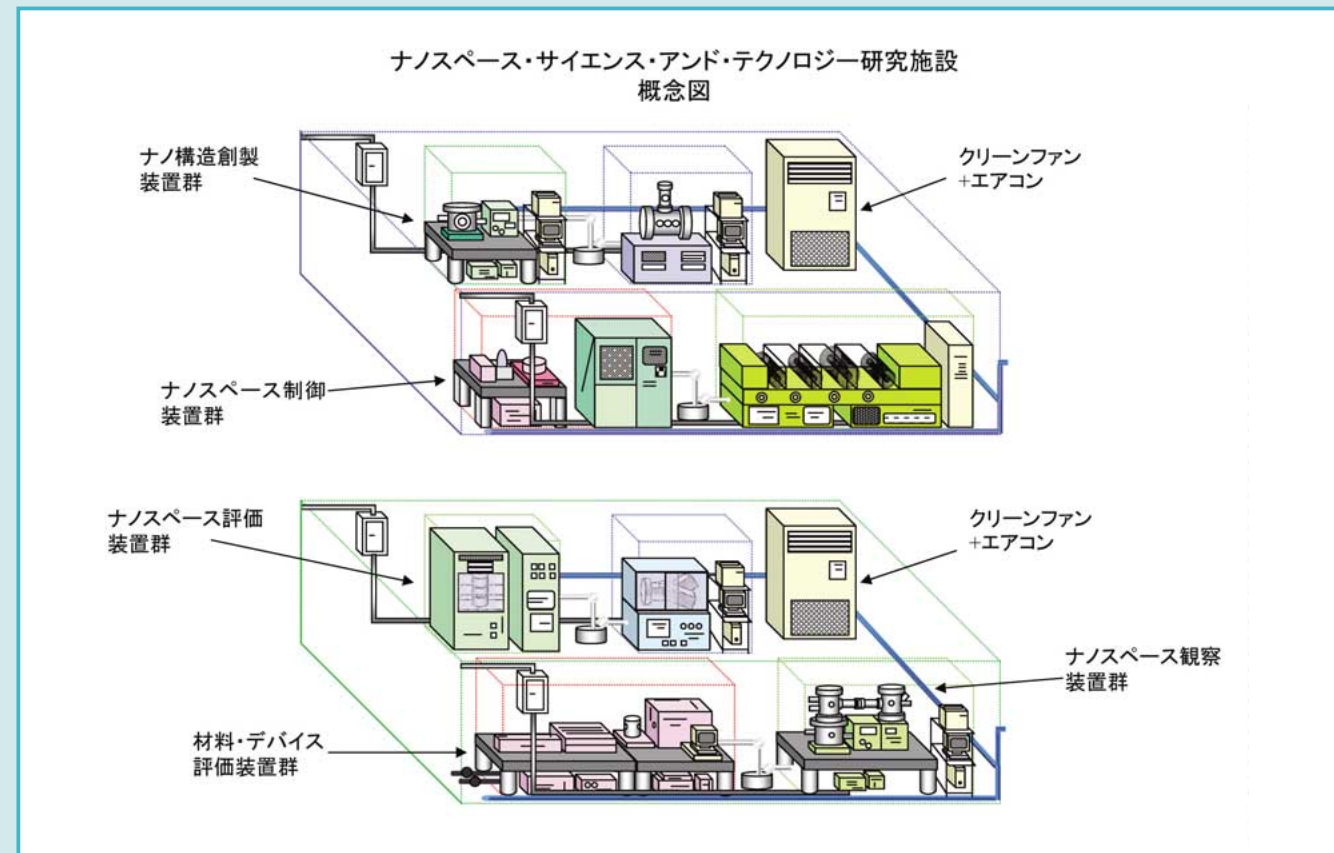 ナノスペース・サイエンス・アンド・テクノロジー研究施設
概念図
ナノ構造創製
装置群
クリーンファン
+エアコン
ナノスペース制御
装置群
ナノスペース評価
装置群
クリーンファン
+エアコン
ナノスペース観察
装置群
材料・デバイス
評価装置群